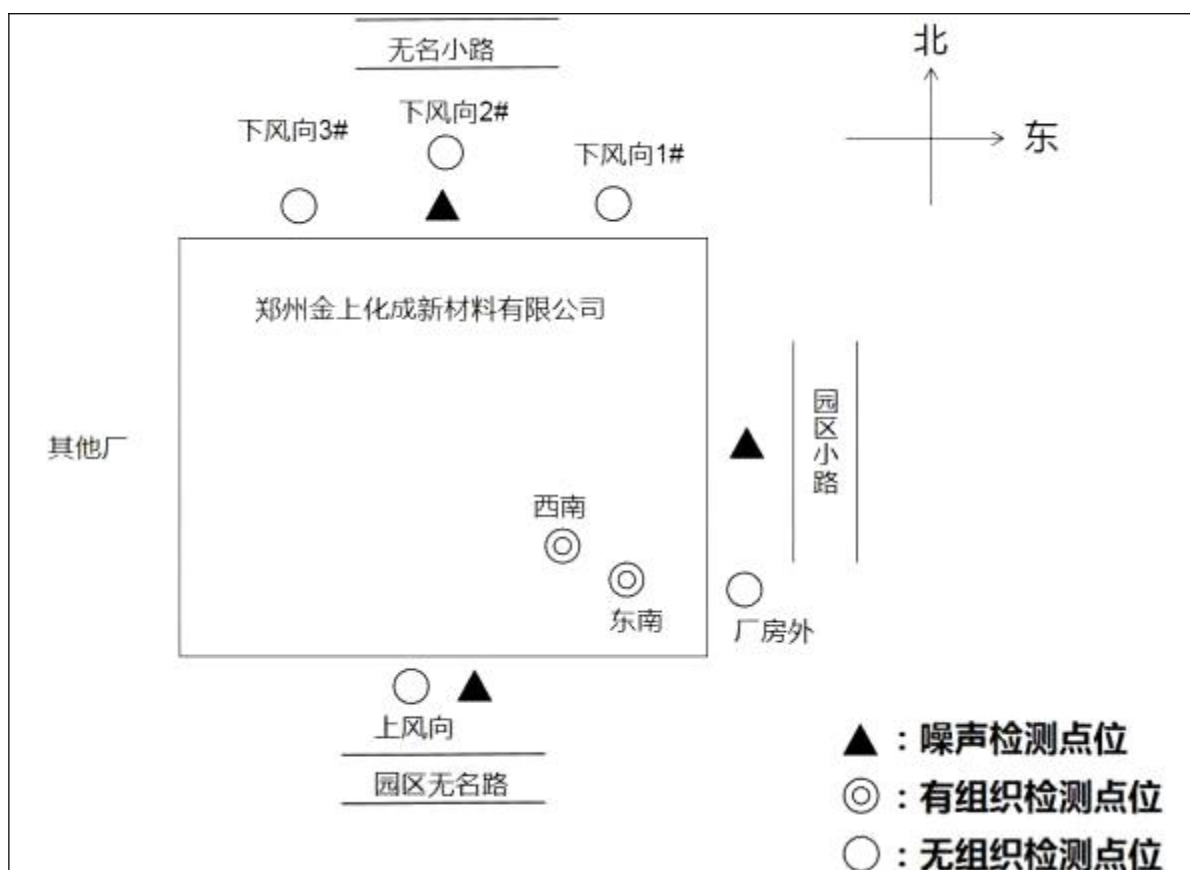 无名小路
北
下风向3#
下风向2#
下风向1#
东
郑州金上化成新材料有限公司
其他厂
园区小路
西南
东南
厂房外
上风向
园区无名路
▲：噪声检测点位
◎：有组织检测点位
○：无组织检测点位